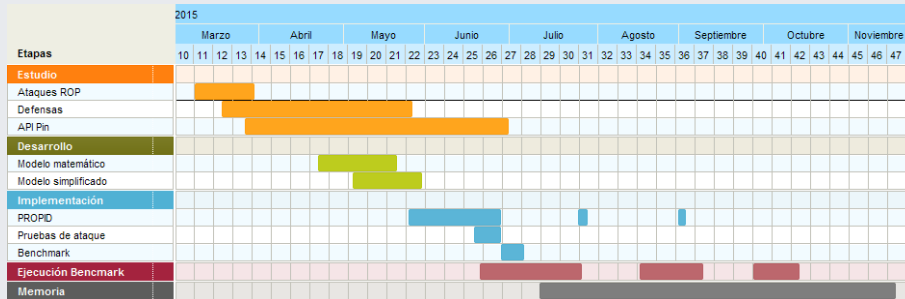 2015
Marzo Abril Mayo Junio Julio Agosto Septiembre Octubre Noviembre
Etapas 10 11 12 13 14 15 16 17 18 19 20 21 22 23 24 25 26 27 28 29 30 31 32 33 34 35 36 37 38 39 40 41 42 43 44 45 46 47
Estudio
Ataques ROP
Defensas
API Pin
Desarrollo
Modelo matemático
Modelo simplificado
Implementación
PROPID
Pruebas de ataque
Benchmark
Ejecución Bencmark
Memoria